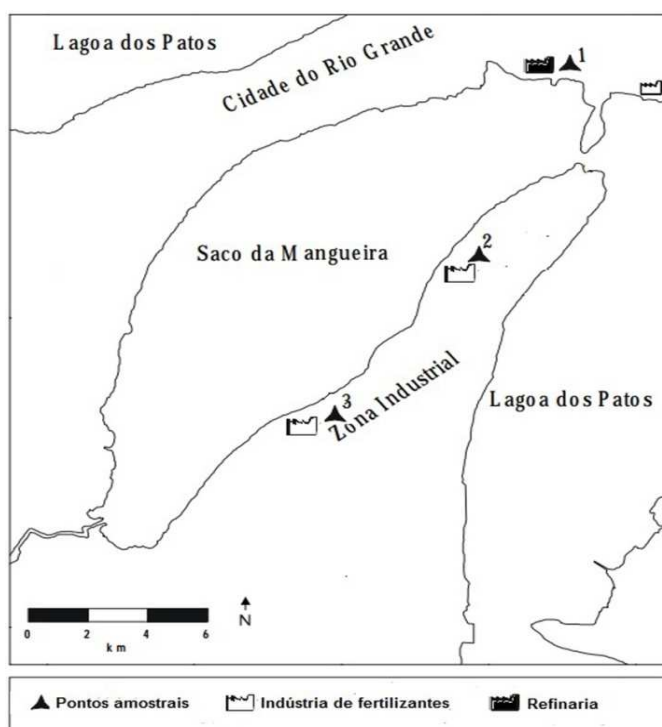 Lagoa dos Patos
Cidade do Rio Grande
1
2
Saco da Mangueira
Lagoa dos Patos
3
Zona Industrial
0 2 4 6
km
N
Pontos amostrais Indústria de fertilizantes Refinaria